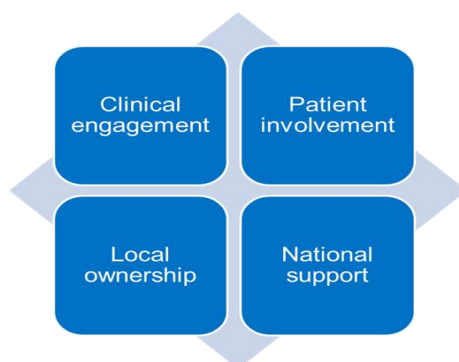 Clinical
engagement
Patient
involvement
Local
ownership
National
support